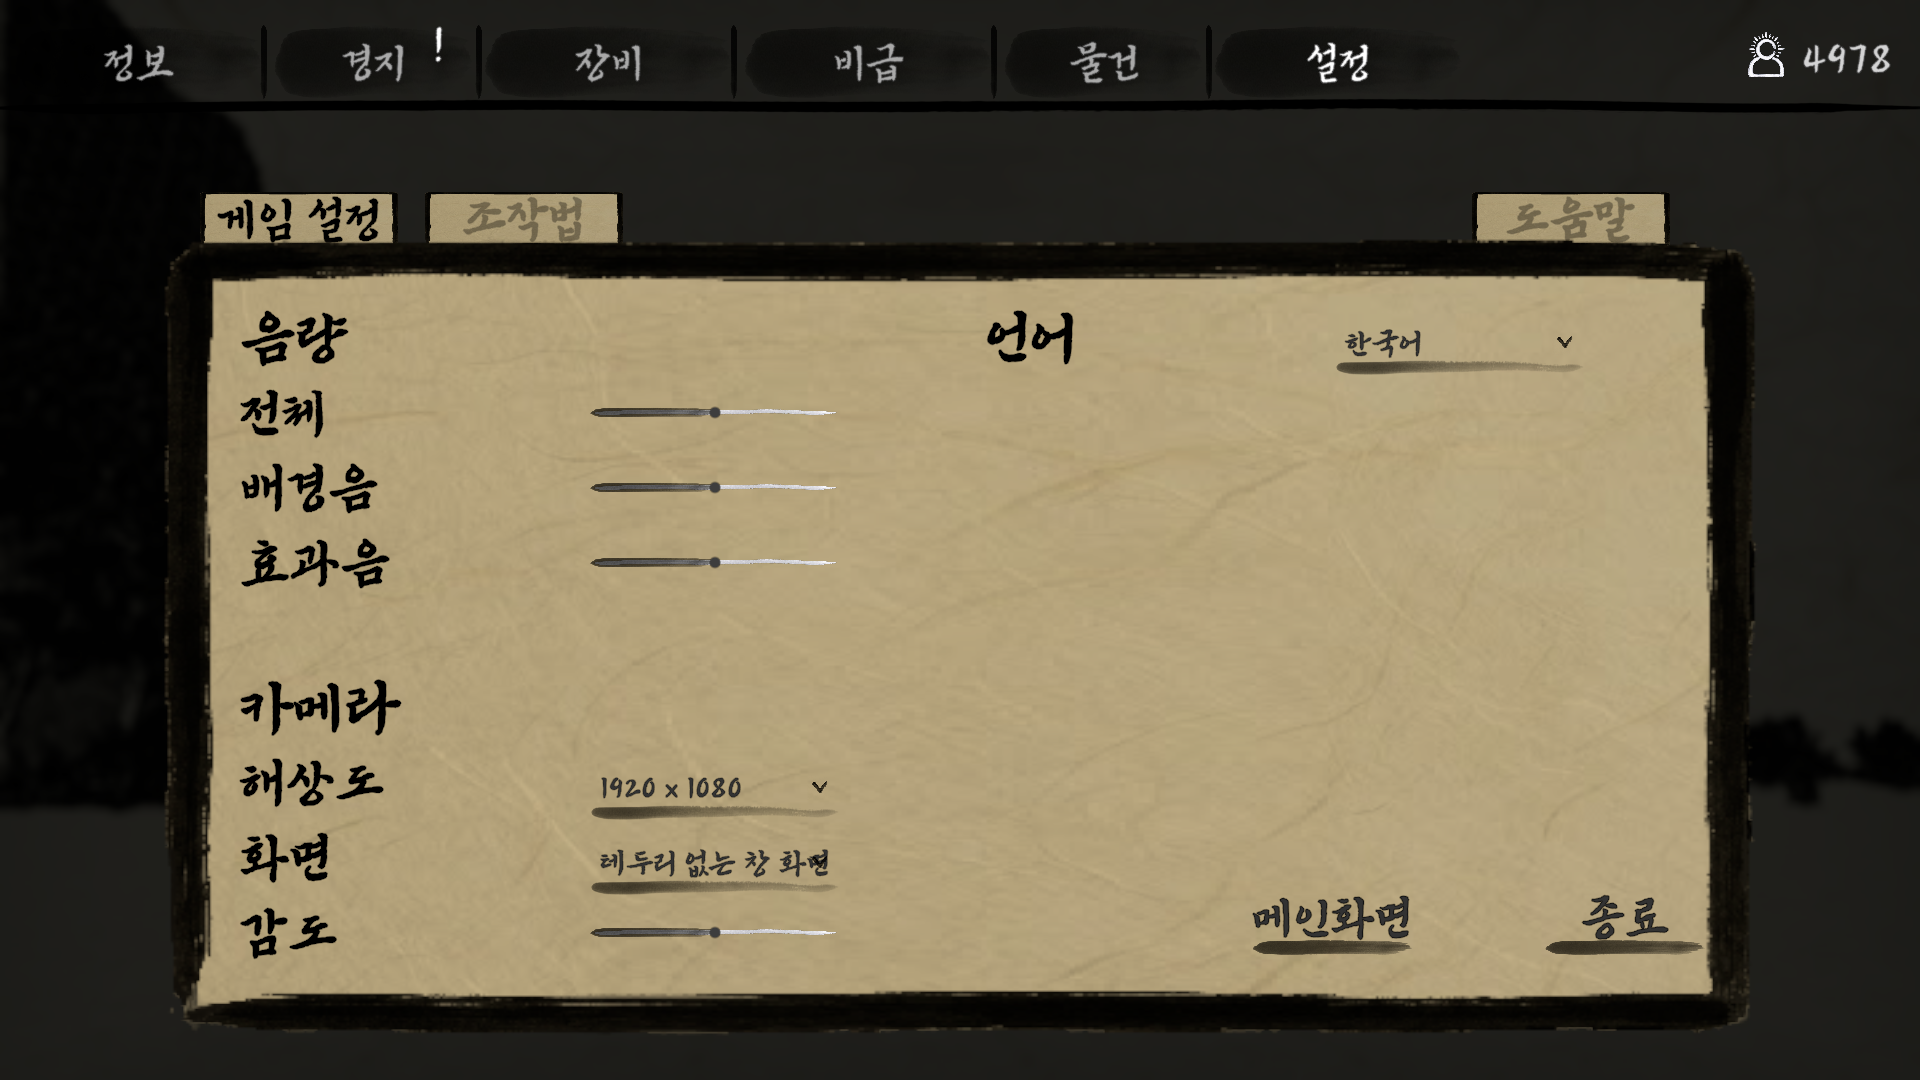 정보 경지 ! 장비 비급 물건 설정 4978
게임 설정 조작법 도움말
음량
전체
배경음
효과음
카메라
해상도 1920 x 1080
화면 테두리 없는 창 화면
감도
언어 한국어
메인화면 종료